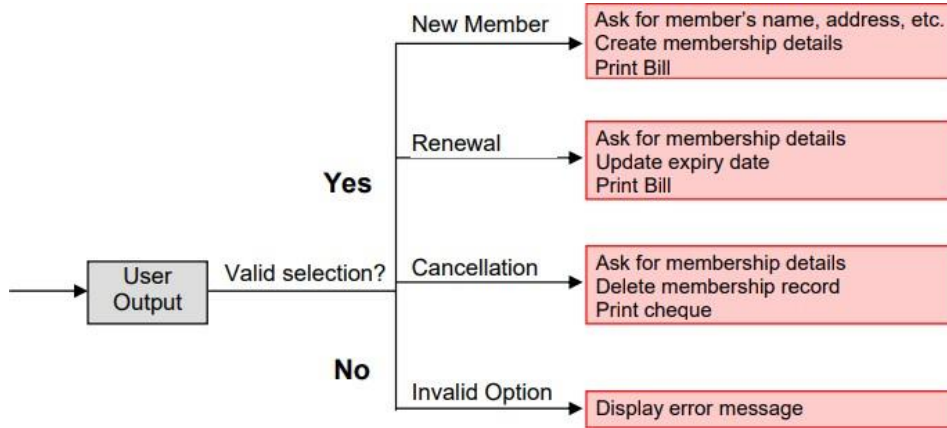 New Member
Ask for member's name, address, etc.
Create membership details
Print Bill
Renewal
Ask for membership details
Update expiry date
Print Bill
Yes
User
Output
Valid selection?
Cancellation
Ask for membership details
Delete membership record
Print cheque
No
Invalid Option
Display error message